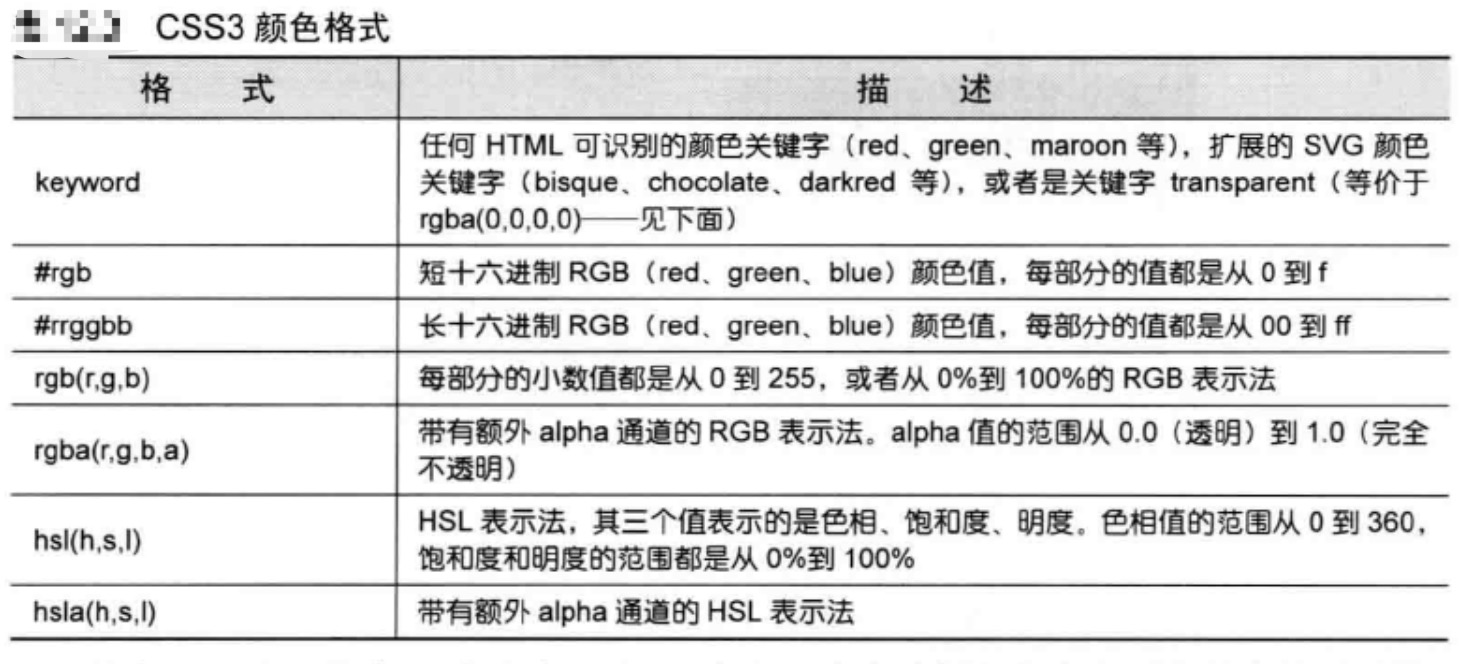 CSS3 颜色格式
格 式 描 述
keyword
任何 HTML 可识别的颜色关键字（red、green、maroon 等），扩展的 SVG 颜色
关键字（bisque、chocolate、darkred 等），或者是关键字 transparent（等价于
rgba(0,0,0,0)——见下面）
#rgb
短十六进制 RGB（red、green、blue）颜色值，每部分的值都是从 0 到 f
#rrggbb
长十六进制 RGB（red、green、blue）颜色值，每部分的值都是从 00 到 ff
rgb(r,g,b)
每部分的小数值都是从 0 到 255，或者从 0%到 100%的 RGB 表示法
rgba(r,g,b,a)
带有额外 alpha 通道的 RGB 表示法。alpha 值的范围从 0.0（透明）到 1.0（完全
不透明）
hsl(h,s,l)
HSL 表示法，其三个值表示的是色相、饱和度、明度。色相值的范围从 0 到 360，
饱和度和明度的范围都是从 0%到 100%
hsla(h,s,l)
带有额外 alpha 通道的 HSL 表示法